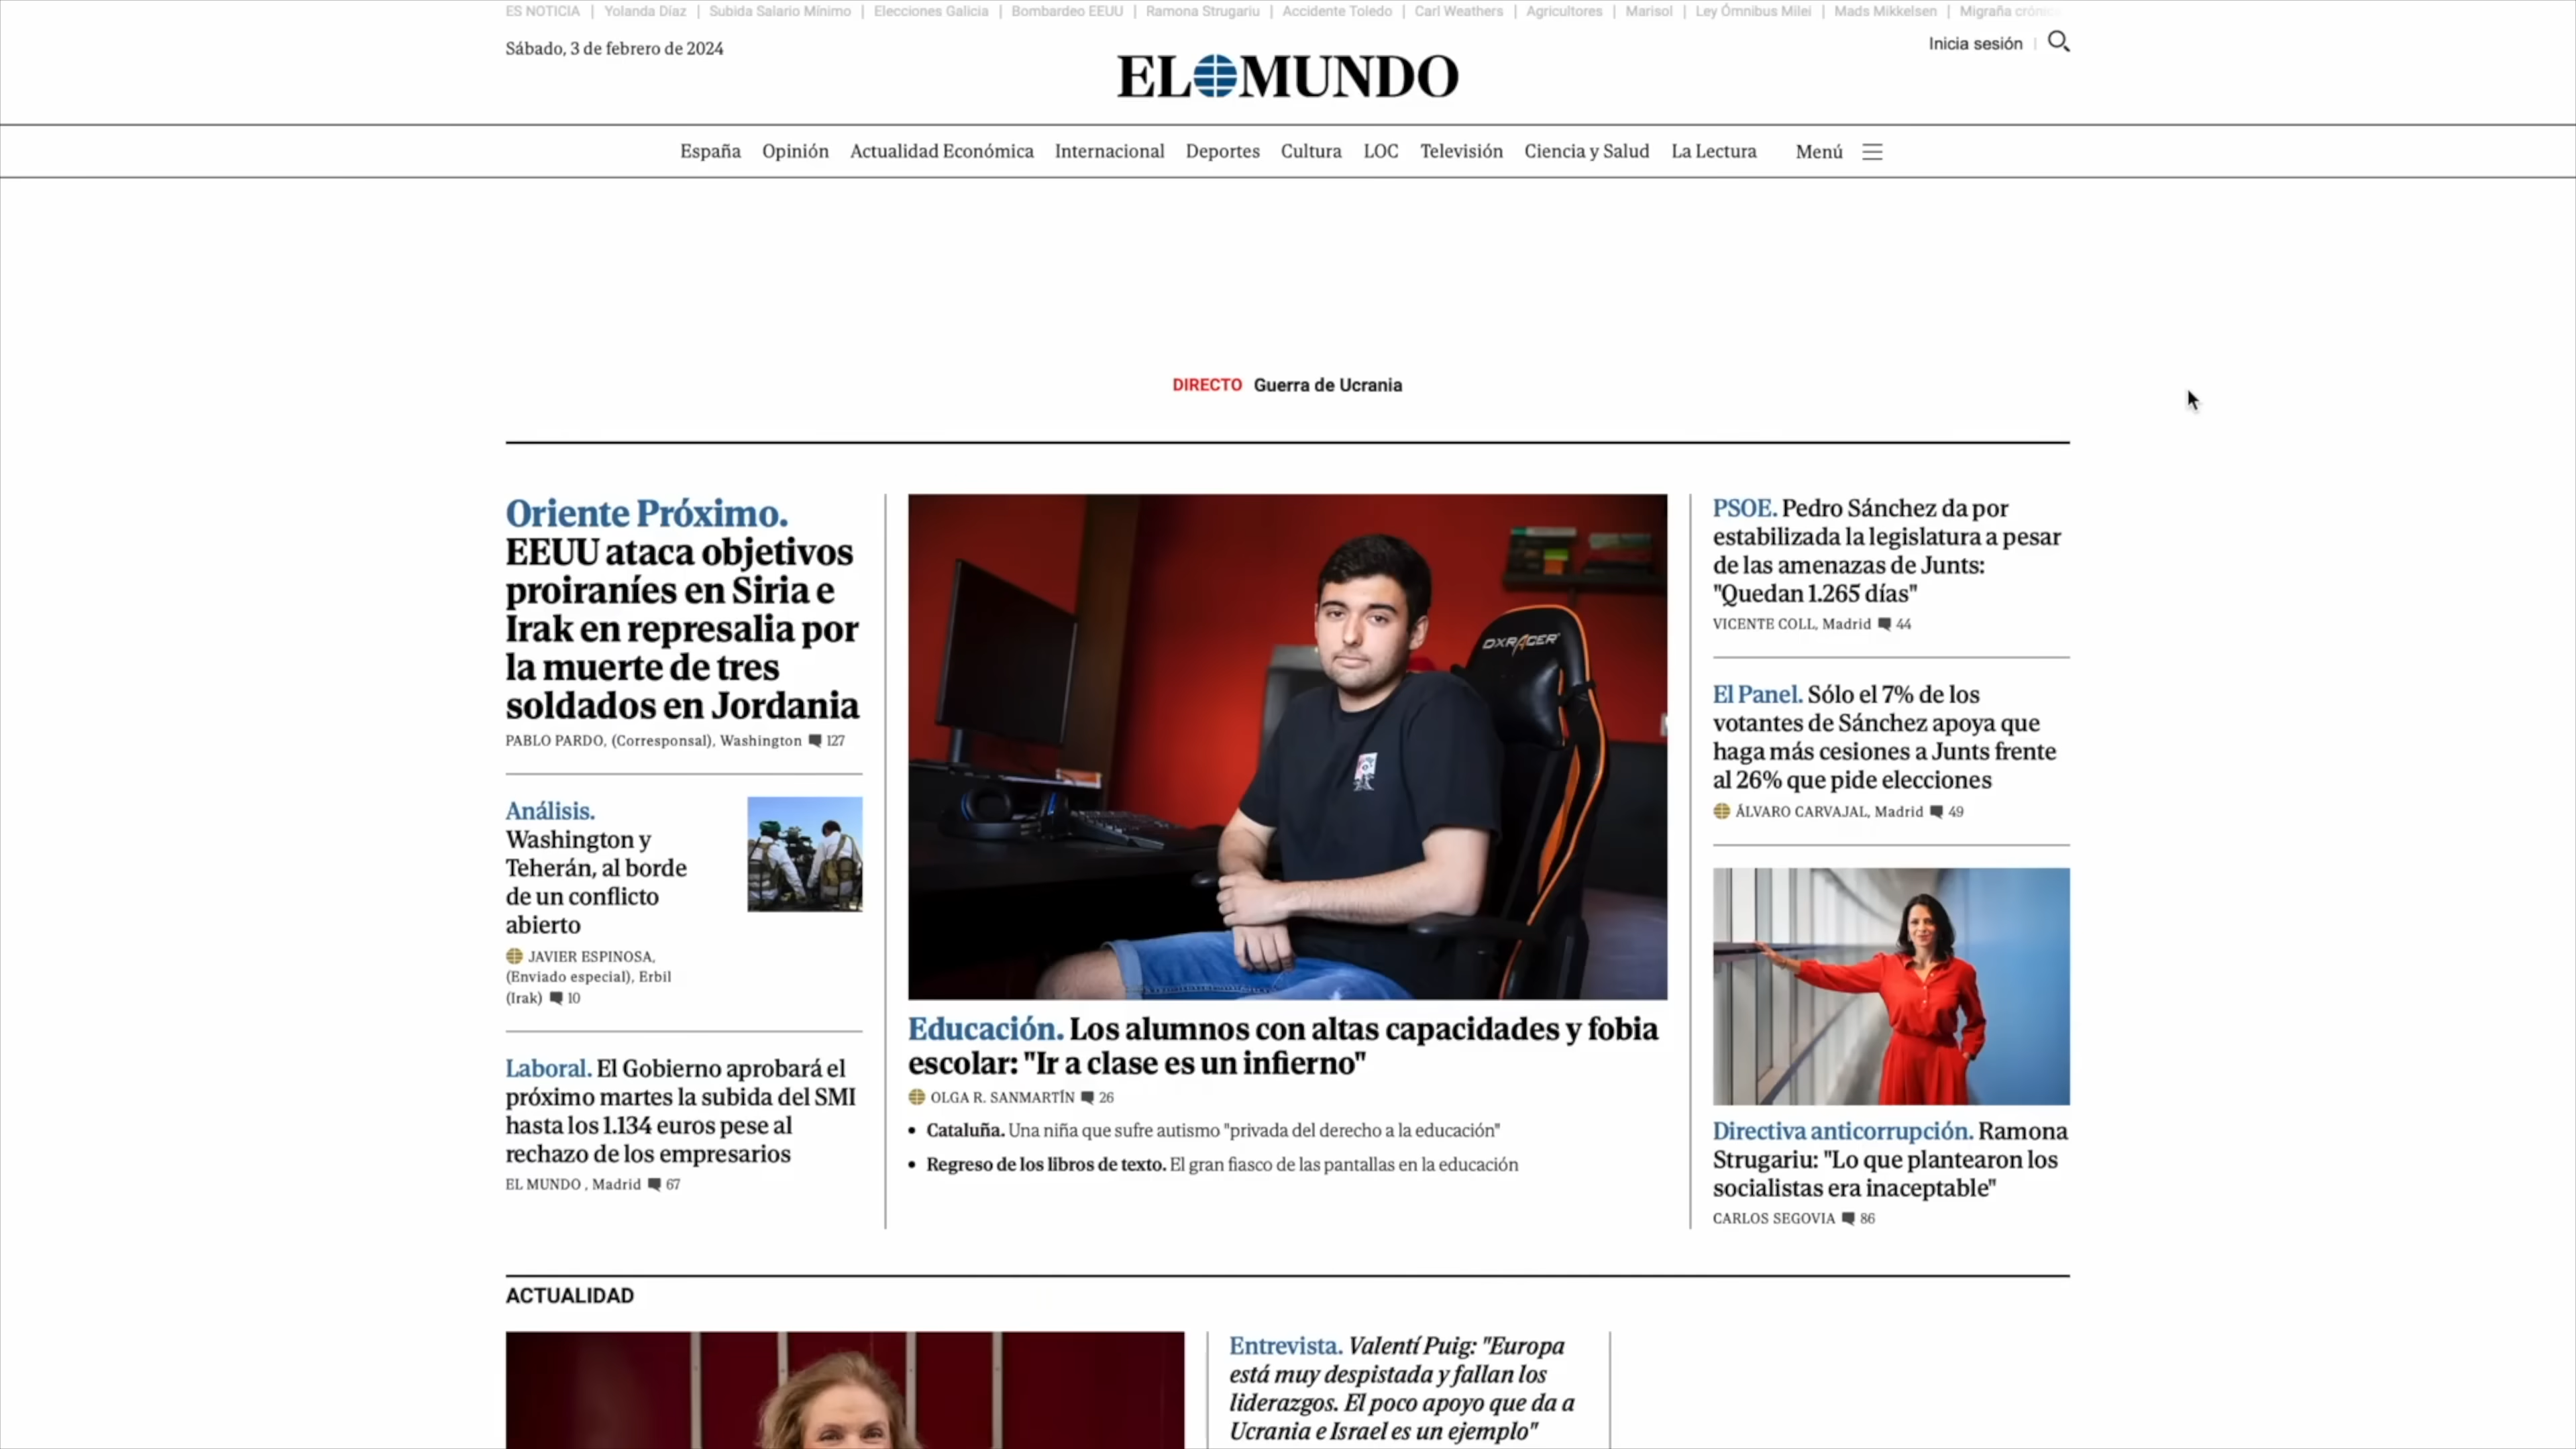 ES NOTICIA | Yolanda Díaz | Subida Salario Mínimo | Elecciones Galicia | Bombardeo EEUU | Ramona Strugariu | Accidente Toledo | Carl Weathers | Agricultores | Marisol | Ley Ómnibus Milei | Mads Mikkelsen | Migraña
Sábado, 3 de febrero de 2024
Inicia sesión
EL MUNDO
España Opinión Actualidad Económica Internacional Deportes Cultura LOC Televisión Ciencia y Salud La Lectura Menú
DIRECTO Guerra de Ucrania
Oriente Próximo.
EEUU ataca objetivos
proiraníes en Siria e
Irak en represalia por
la muerte de tres
soldados en Jordania
PABLO PARDO, (Corresponsal), Washington 127
Análisis.
Washington y
Teherán, al borde
de un conflicto
abierto
JAVIER ESPINOSA,
(Enviado especial), Erbil
(Irak) 10
Laboral. El Gobierno aprobará el
próximo martes la subida del SMI
hasta los 1.134 euros pese al
rechazo de los empresarios
EL MUNDO , Madrid 67
DXRACER
Educación. Los alumnos con altas capacidades y fobia
escolar: "Ir a clase es un infierno"
OLGA R. SANMARTÍN 26
• Cataluña. Una niña que sufre autismo "privada del derecho a la educación"
• Regreso de los libros de texto. El gran fiasco de las pantallas en la educación
PSOE. Pedro Sánchez da por
estabilizada la legislatura a pesar
de las amenazas de Junts:
"Quedan 1.265 días"
VICENTE COLL, Madrid 44
El Panel. Sólo el 7% de los
votantes de Sánchez apoya que
haga más cesiones a Junts frente
al 26% que pide elecciones
ÁLVARO CARVAJAL, Madrid 49
Directiva anticorrupción. Ramona
Strugariu: "Lo que plantearon los
socialistas era inaceptable"
CARLOS SEGOVIA 86
ACTUALIDAD
Entrevista. Valentí Puig: "Europa
está muy despistada y fallan los
liderazgos. El poco apoyo que da a
Ucrania e Israel es un ejemplo"